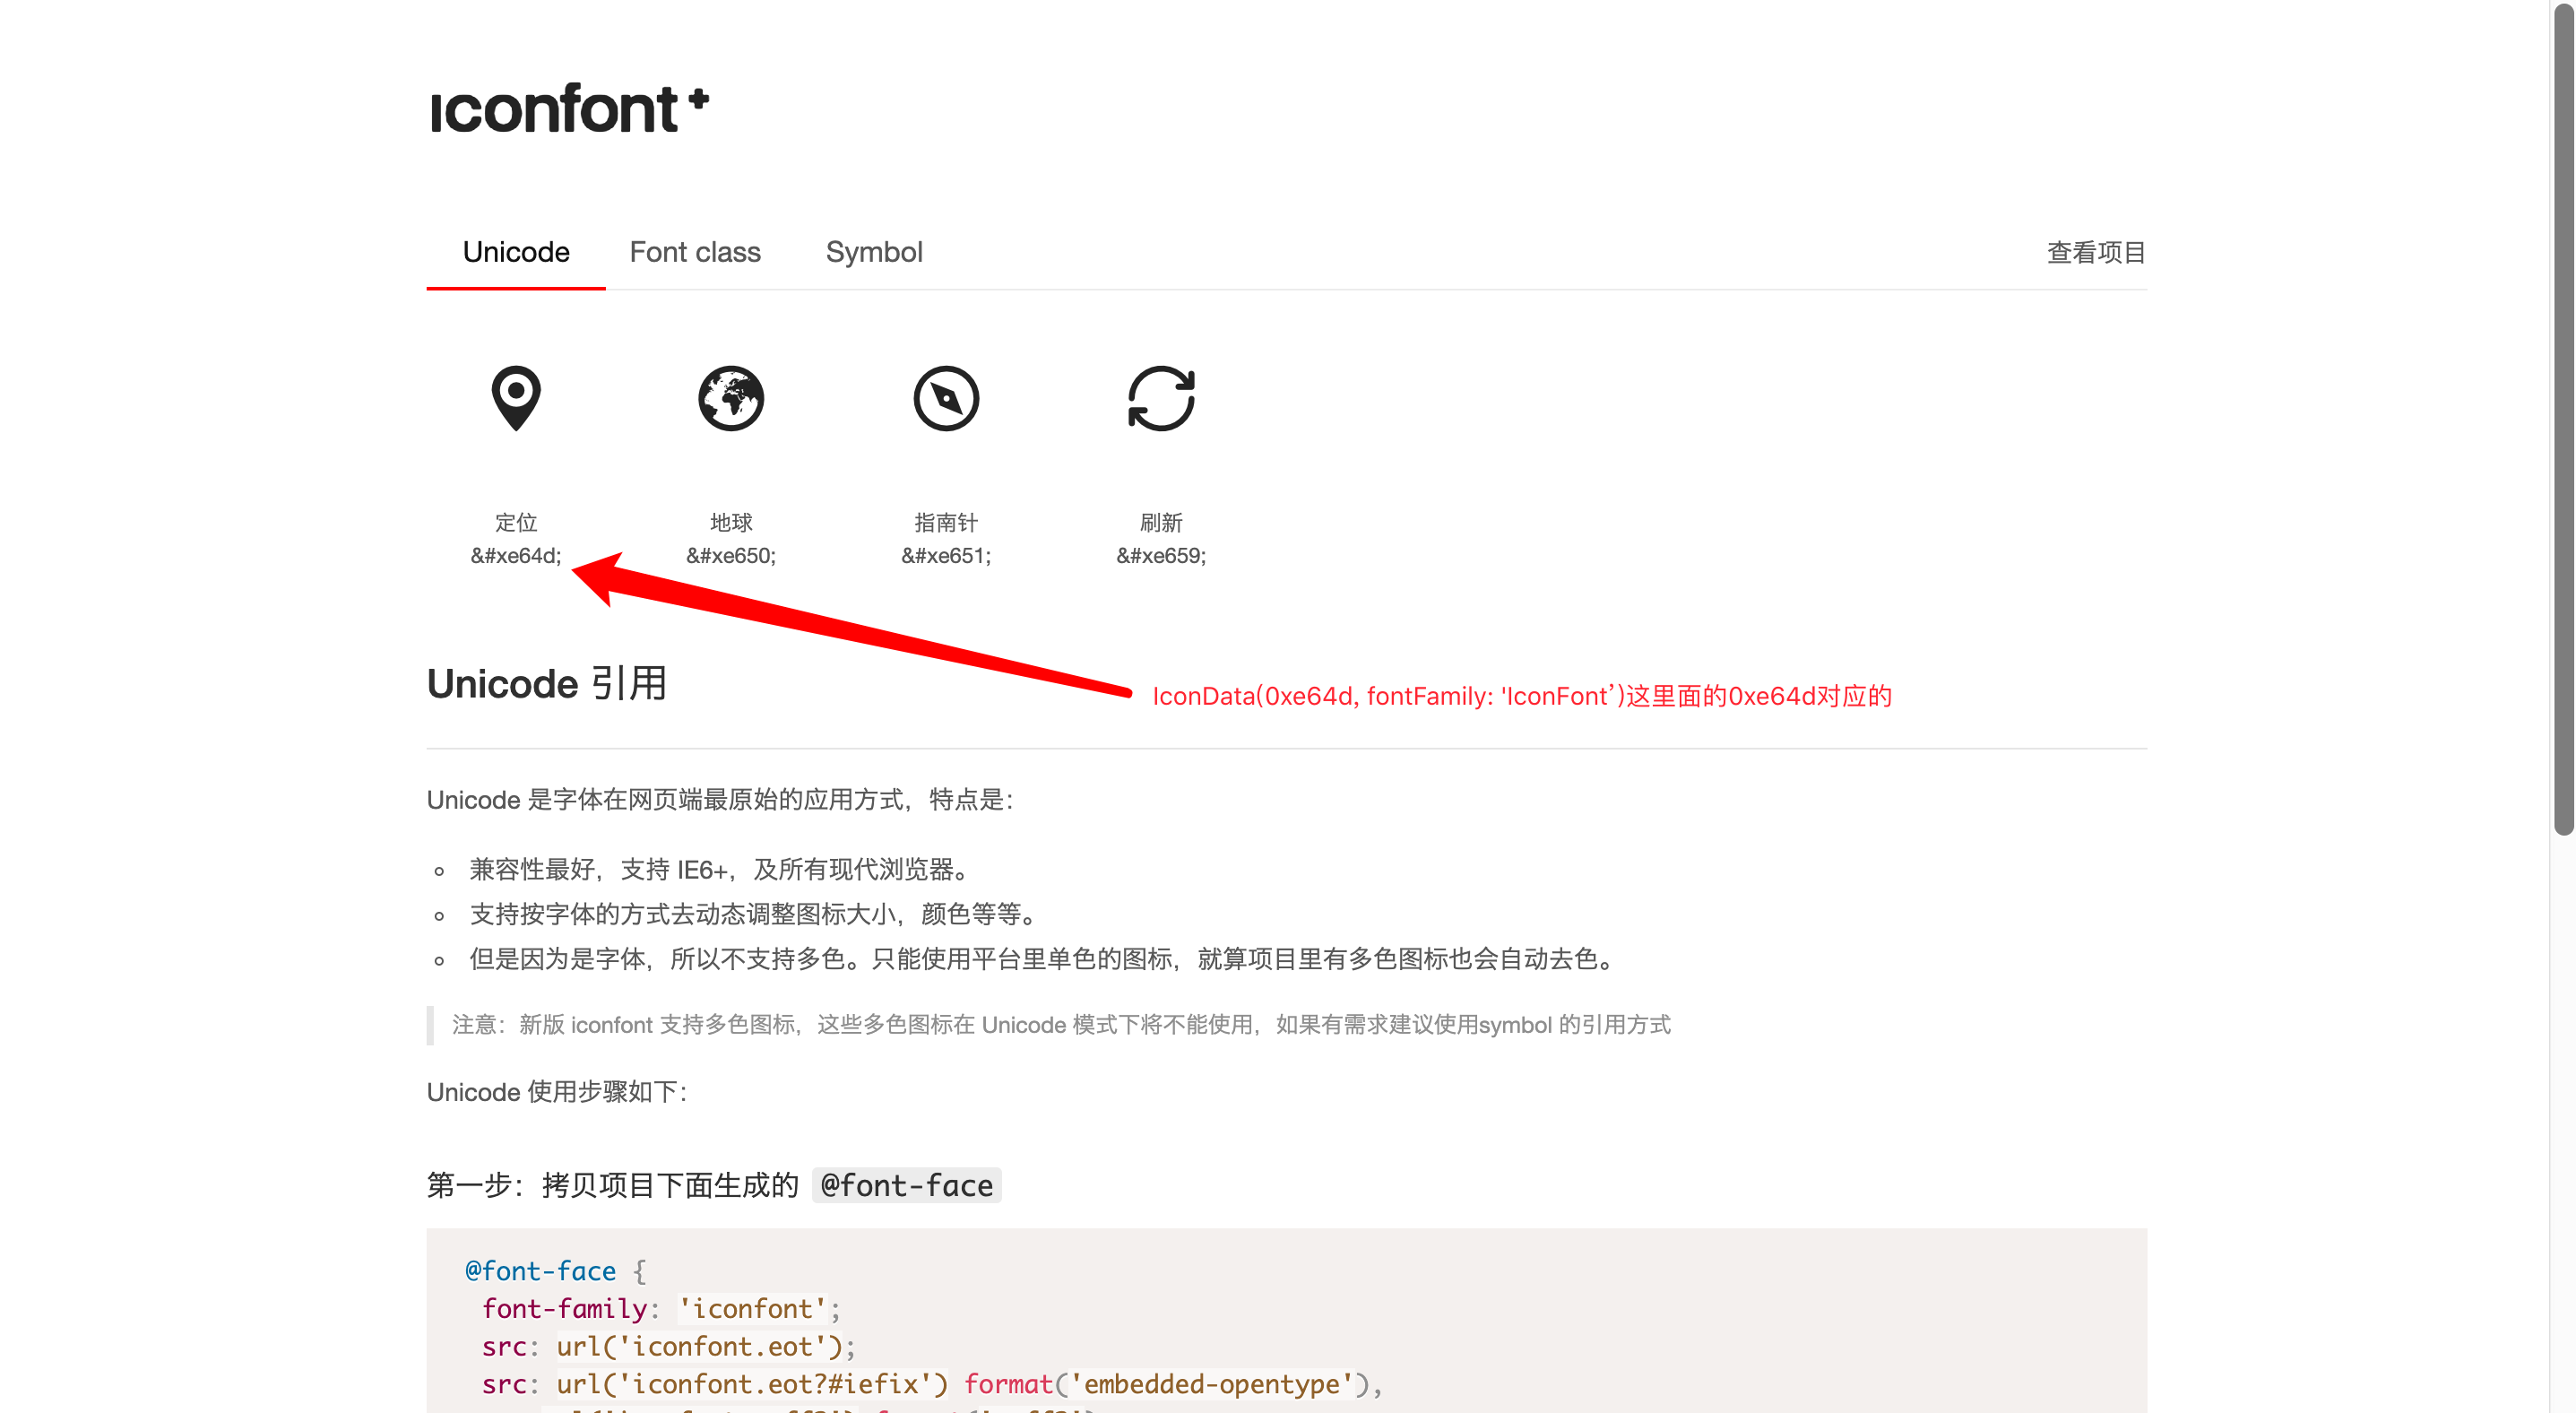 iconfont+
Unicode Font class Symbol 查看项目
定位 地球 指南针 刷新
&#xe64d; &#xe650; &#xe651; &#xe659;
Unicode 引用
IconData(0xe64d, fontFamily: 'IconFont’)这里面的0xe64d对应的
Unicode 是字体在网页端最原始的应用方式，特点是：
兼容性最好，支持 IE6+，及所有现代浏览器。
支持按字体的方式去动态调整图标大小，颜色等等。
但是因为是字体，所以不支持多色。只能使用平台里单色的图标，就算项目里有多色图标也会自动去色。
注意：新版 iconfont 支持多色图标，这些多色图标在 Unicode 模式下将不能使用，如果有需求建议使用symbol 的引用方式
Unicode 使用步骤如下：
第一步：拷贝项目下面生成的 @font-face
@font-face {
font-family: 'iconfont';
src: url('iconfont.eot');
src: url('iconfont.eot?#iefix') format('embedded-opentype'),